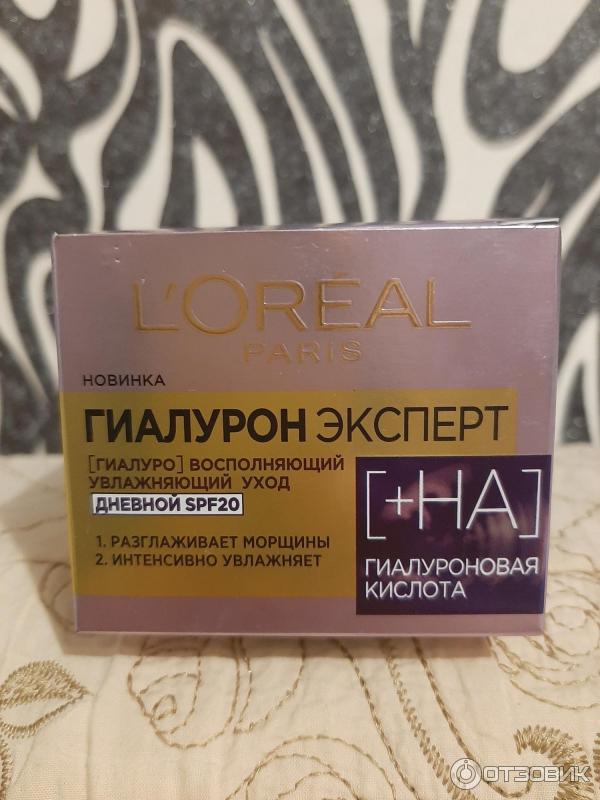 L'ORÉAL
PARIS
НОВИНКА
ГИАЛУРОН ЭКСПЕРТ
[ГИАЛУРО] ВОСПОЛНЯЮЩИЙ
УВЛАЖНЯЮЩИЙ УХОД
ДНЕВНОЙ SPF20
1. РАЗГЛАЖИВАЕТ МОРЩИНЫ
2. ИНТЕНСИВНО УВЛАЖНЯЕТ
[+HA]
ГИАЛУРОНОВАЯ
КИСЛОТА
ОТЗОВИК